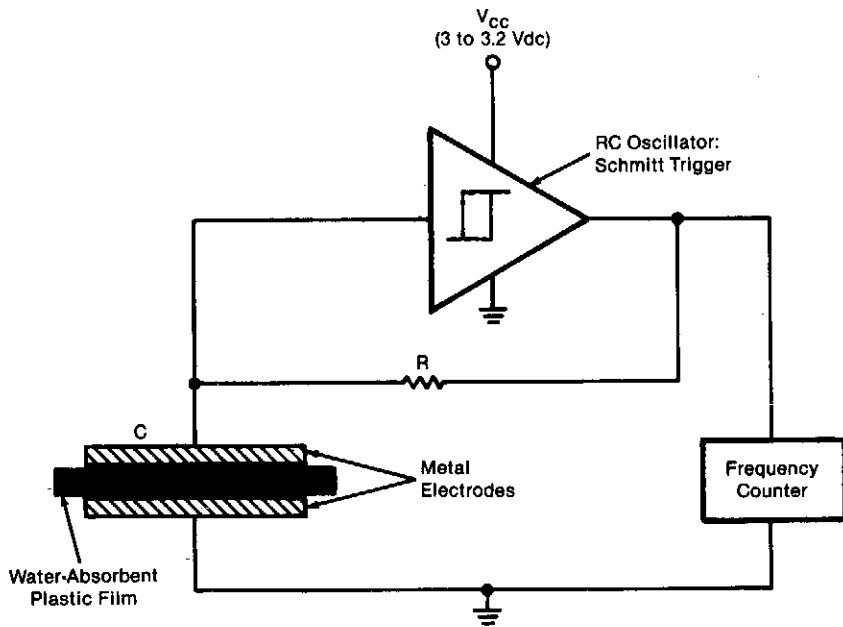 VCC
(3 to 3.2 Vdc)
RC Oscillator:
Schmitt Trigger
R
C
Metal
Electrodes
Frequency
Counter
Water-Absorbent
Plastic Film